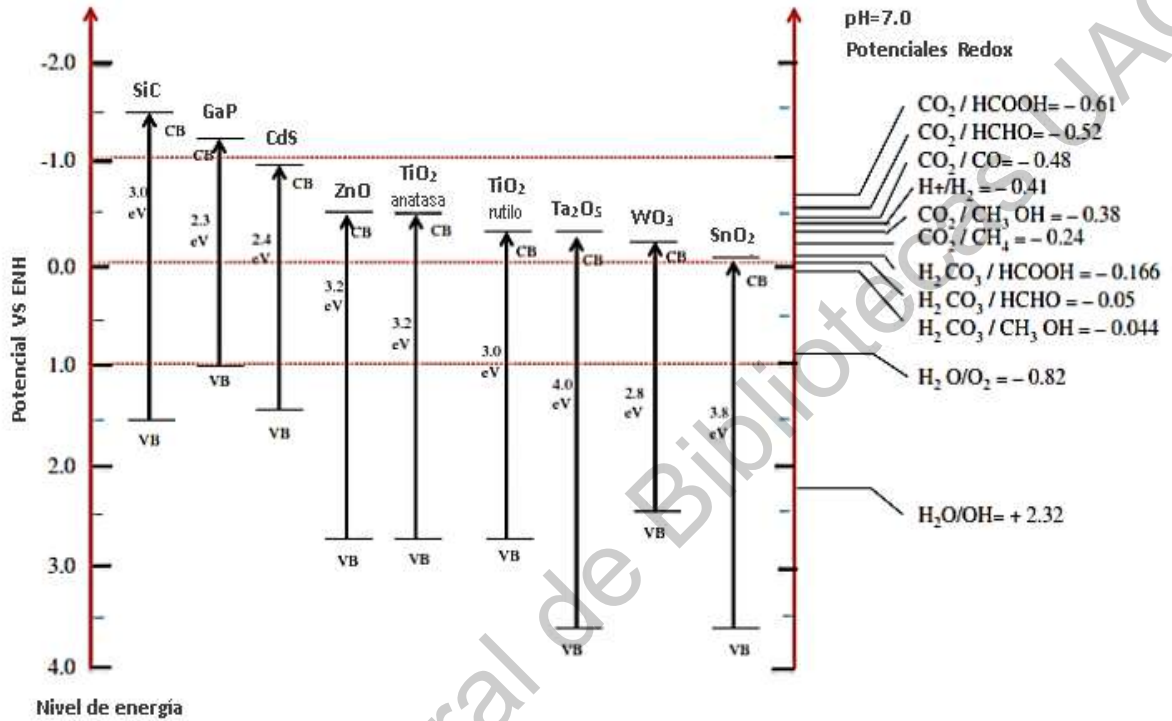 pH=7.0
Potenciales Redox
Potencial VS ENH
-2.0
-1.0
0.0
1.0
2.0
3.0
4.0
SiC
CB
3.0
eV
VB
GaP
CB
2.3
eV
VB
CdS
CB
2.4
eV
VB
ZnO
CB
3.2
eV
VB
TiO₂
anatasa
CB
3.2
eV
VB
TiO₂
rutilo
CB
3.0
eV
VB
Ta₂O₅
CB
4.0
eV
VB
WO₃
CB
2.8
eV
VB
SnO₂
CB
3.8
eV
VB
CO₂ / HCOOH= – 0.61
CO₂ / HCHO= – 0.52
CO₂ / CO= – 0.48
H+/H₂ = – 0.41
CO₂ / CH₃ OH = – 0.38
CO₂ / CH₄ = – 0.24
H₂ CO₃ / HCOOH = – 0.166
H₂ CO₃ / HCHO = – 0.05
H₂ CO₃ / CH₃ OH = – 0.044
H₂ O/O₂ = – 0.82
H₂O/OH= + 2.32
Nivel de energía
ral de Bibliotecas UAQ